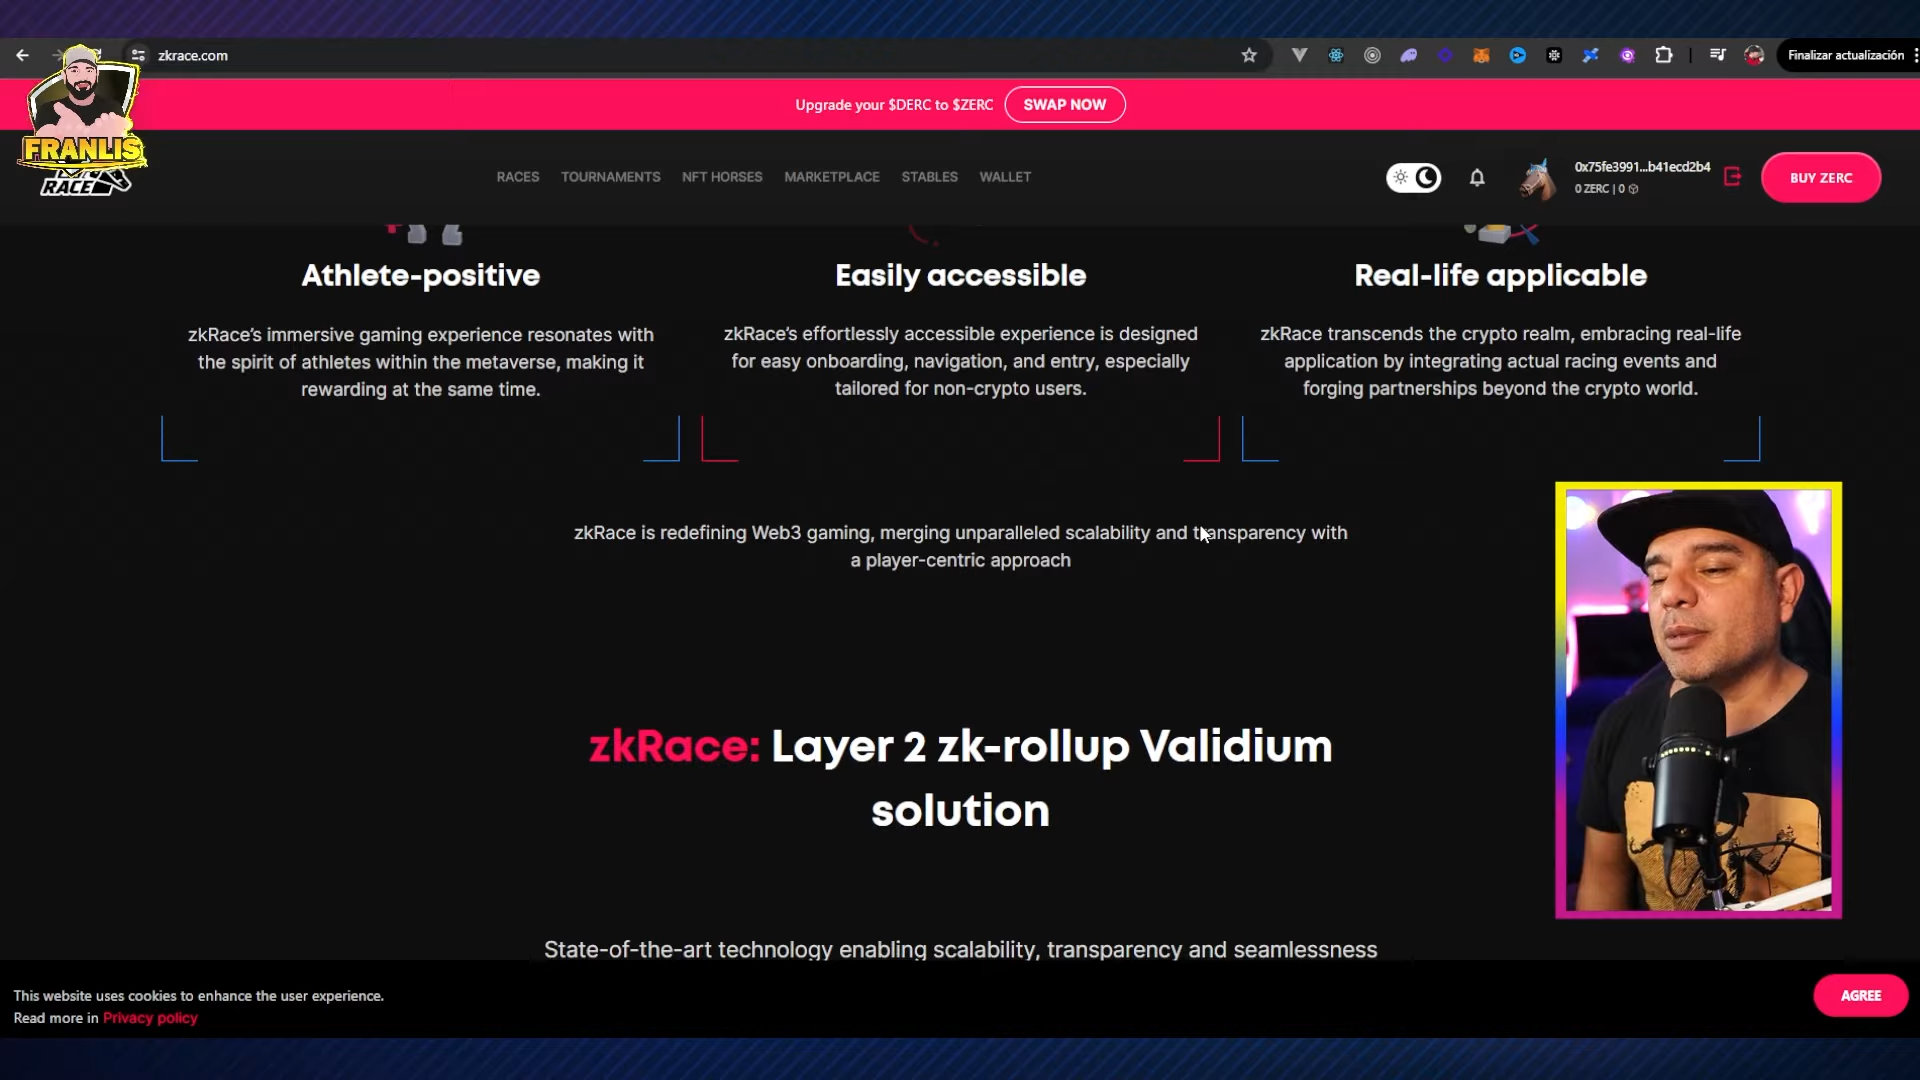 zkrace.com
Finalizar actualización
Upgrade your $DERC to $ZERC
SWAP NOW
FRANLIS
RACE
RACES
TOURNAMENTS
NFT HORSES
MARKETPLACE
STABLES
WALLET
0x75fe3991...b41ecd2b4
0 ZERC | 0
BUY ZERC
Athlete-positive
zkRace's immersive gaming experience resonates with
the spirit of athletes within the metaverse, making it
rewarding at the same time.
Easily accessible
zkRace's effortlessly accessible experience is designed
for easy onboarding, navigation, and entry, especially
tailored for non-crypto users.
Real-life applicable
zkRace transcends the crypto realm, embracing real-life
application by integrating actual racing events and
forging partnerships beyond the crypto world.
zkRace is redefining Web3 gaming, merging unparalleled scalability and transparency with
a player-centric approach
zkRace: Layer 2 zk-rollup Validium
solution
State-of-the-art technology enabling scalability, transparency and seamlessness
This website uses cookies to enhance the user experience.
Read more in Privacy policy
AGREE